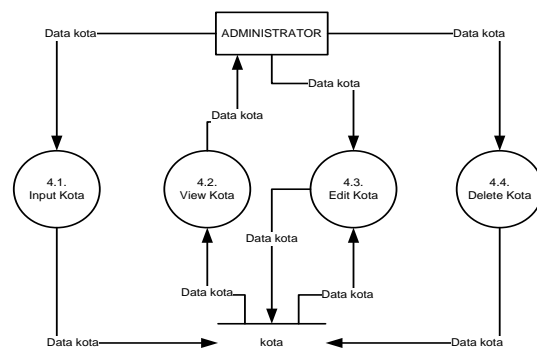 ADMINISTRATOR
Data kota
Data kota
Data kota
Data kota
4.1.
Input Kota
4.2.
View Kota
4.3.
Edit Kota
4.4.
Delete Kota
Data kota
Data kota
Data kota
Data kota
Data kota
kota